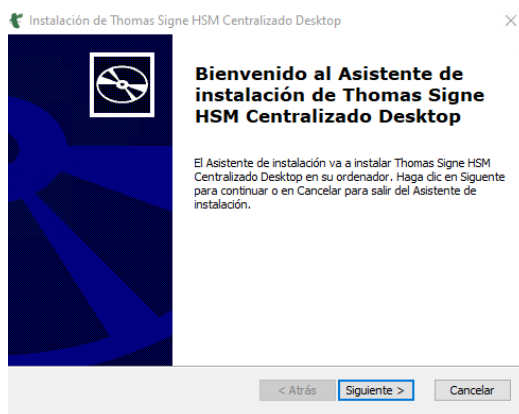 Instalación de Thomas Signe HSM Centralizado Desktop
Bienvenido al Asistente de
instalación de Thomas Signe
HSM Centralizado Desktop
El Asistente de instalación va a instalar Thomas Signe HSM
Centralizado Desktop en su ordenador. Haga clic en Siguente
para continuar o en Cancelar para salir del Asistente de
instalación.
< Atrás
Siguiente >
Cancelar